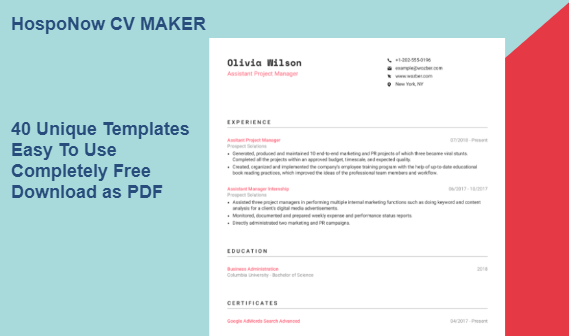 HospoNow CV MAKER
40 Unique Templates
Easy To Use
Completely Free
Download as PDF
Olivia Wilson
Assistant Project Manager
+1-202-555-0196
example@wozber.com
www.wozber.com
New York, NY
EXPERIENCE
Assistant Project Manager 07/2018 - Present
Prospect Solutions
• Generated, produced and maintained 18 end-to-end marketing and PR projects of which three became viral stunts. Completed all the projects within an approved budget, timescale, and expected quality.
• Created, organized and implemented the company's employee training program with the help of up-to-date educational book reading practices, which improved the ideas of the professional team members and workflow.
Assistant Manager Internship 06/2017 - 10/2017
Prospect Solutions
• Assisted three project managers in performing multiple internal marketing functions such as doing keyword and content analysis for a client's digital media advertisements.
• Monitored, documented and prepared weekly expense and performance status reports.
• Directly administrated two marketing and PR campaigns.
EDUCATION
Business Administration 2018
Columbia University - Bachelor of Science
CERTIFICATES
Google AdWords Search Advanced 04/2017 - Present